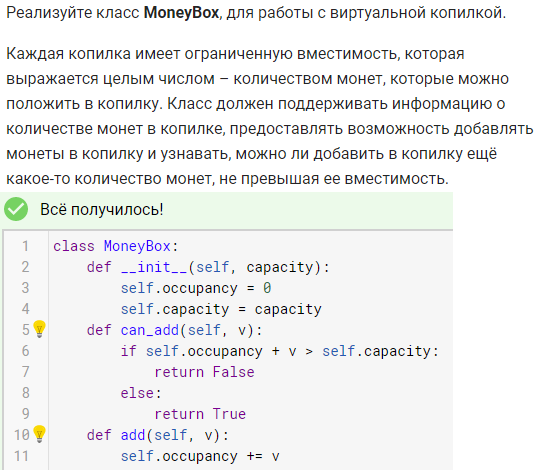 Реализуйте класс MoneyBox, для работы с виртуальной копилкой.
Каждая копилка имеет ограниченную вместимость, которая
выражается целым числом – количеством монет, которые можно
положить в копилку. Класс должен поддерживать информацию о
количестве монет в копилке, предоставлять возможность добавлять
монеты в копилку и узнавать, можно ли добавить в копилку ещё
какое-то количество монет, не превышая ее вместимость.
Всё получилось!
1 class MoneyBox:
2     def __init__(self, capacity):
3         self.occupancy = 0
4         self.capacity = capacity
5     def can_add(self, v):
6         if self.occupancy + v > self.capacity:
7             return False
8         else:
9             return True
10     def add(self, v):
11         self.occupancy += v